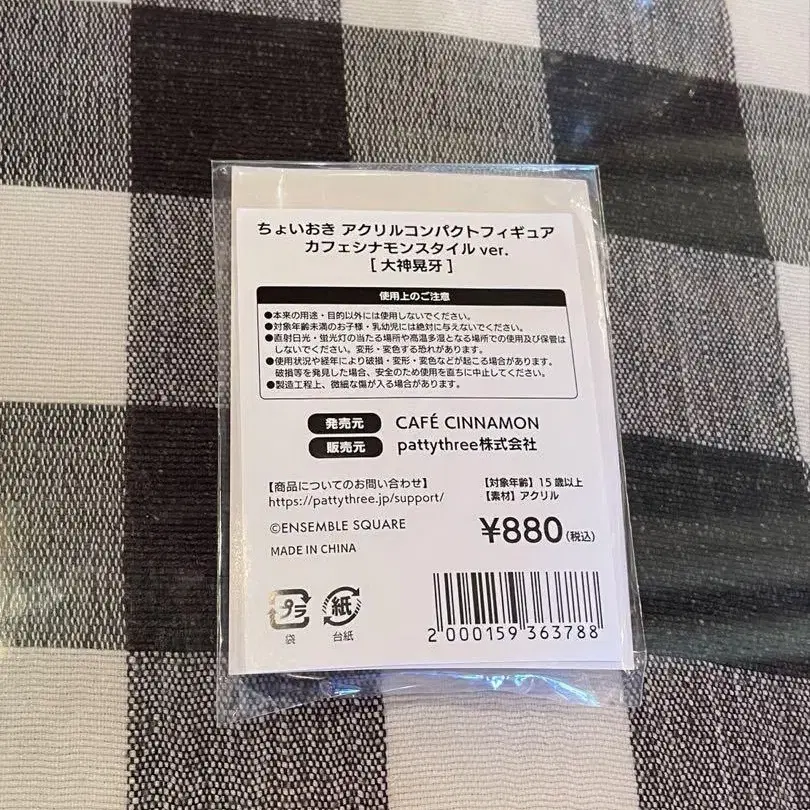 ちょいおき アクリルコンパクトフィギュア
カフェシナモンスタイル ver.
[ 大神晃牙 ]
使用上のご注意
●本来の用途・目的以外には使用しないでください。
●対象年齢未満のお子様・乳幼児には絶対に与えないでください。
●直射日光・蛍光灯の当たる場所や高温多湿となる場所での使用及び保管は
しないでください。変形・変色する恐れがあります。
●使用状況や経年により破損・変形・変色などが起こる場合があります。
破損等を発見した場合、安全のため使用を直ちに中止してください。
●製造工程上、微細な傷が入る場合があります。
発売元 CAFÉ CINNAMON
販売元 pattythree株式会社
【商品についてのお問い合わせ】
https://pattythree.jp/support/
【対象年齢】15歳以上
【素材】アクリル
©ENSEMBLE SQUARE
MADE IN CHINA
¥880(税込)
プラ
袋
紙
台紙
2 000159 363788